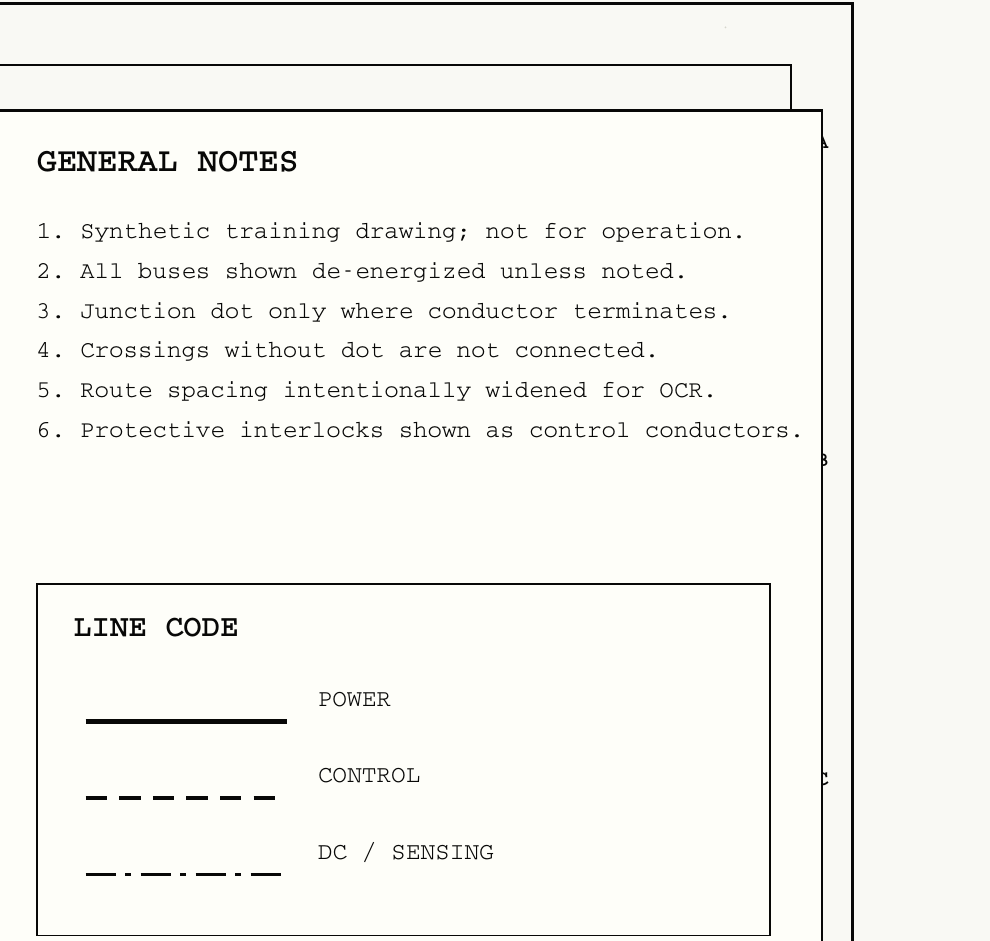 GENERAL NOTES
1. Synthetic training drawing; not for operation.
2. All buses shown de-energized unless noted.
3. Junction dot only where conductor terminates.
4. Crossings without dot are not connected.
5. Route spacing intentionally widened for OCR.
6. Protective interlocks shown as control conductors.
LINE CODE
POWER
CONTROL
DC / SENSING